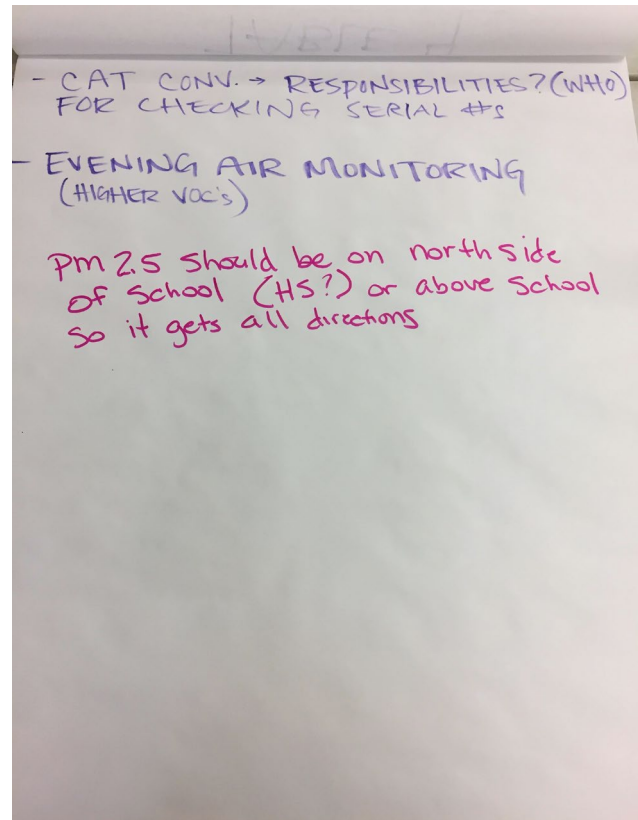 - CAT CONV. → RESPONSIBILITIES? (WHO)
FOR CHECKING SERIAL #s
- EVENING AIR MONITORING
(HIGHER VOC's)
Pm 2.5 Should be on north side
of School (HS?) or above School
So it gets all directions